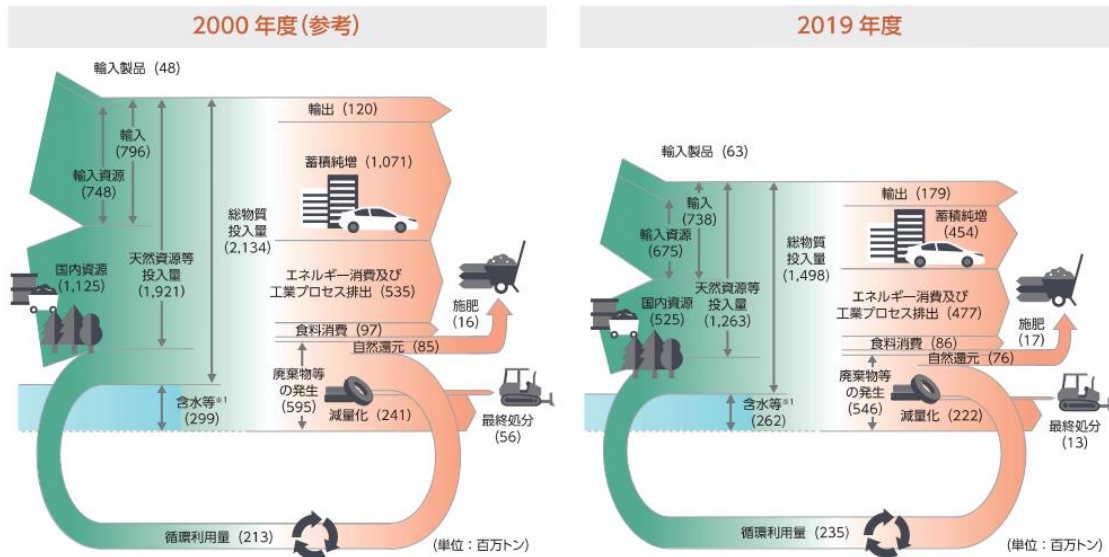 2000 年度(参考)
輸入製品 (48)
輸入
(796)
輸入資源
(748)
国内資源
(1,125)
天然資源等
投入量
(1,921)
総物質
投入量
(2,134)
輸出 (120)
蓄積純増 (1,071)
エネルギー消費及び
工業プロセス排出 (535)
食料消費 (97)
自然還元 (85)
施肥
(16)
廃棄物等
の発生
(595)
減量化 (241)
最終処分
(56)
含水等※1
(299)
循環利用量 (213)
(単位:百万トン)
2019 年度
輸入製品 (63)
輸入
(738)
輸入資源
(675)
国内資源
(525)
天然資源等
投入量
(1,263)
総物質
投入量
(1,498)
輸出 (179)
蓄積純増
(454)
エネルギー消費及び
工業プロセス排出 (477)
食料消費 (86)
自然還元 (76)
施肥
(17)
廃棄物等
の発生
(546)
減量化 (222)
最終処分
(13)
含水等※1
(262)
循環利用量 (235)
(単位:百万トン)